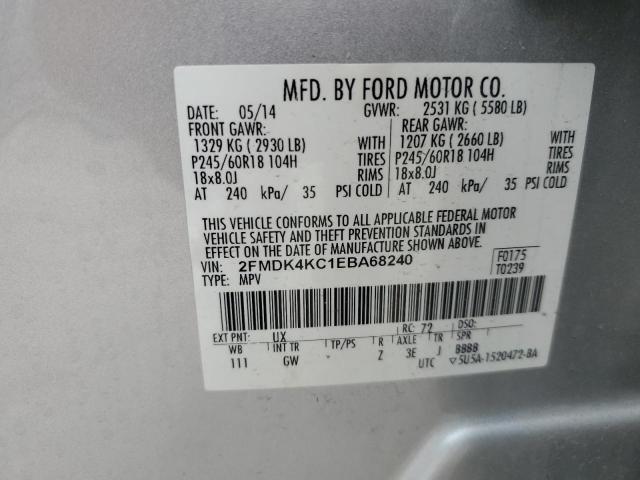 MFD. BY FORD MOTOR CO.
DATE: 05/14 GVWR: 2531 KG ( 5580 LB)
FRONT GAWR: REAR GAWR:
1329 KG ( 2930 LB) 1207 KG ( 2660 LB)
P245/60R18 104H TIRES P245/60R18 104H TIRES
18x8.0J RIMS 18x8.0J RIMS
AT 240 kPa/ 35 PSI COLD AT 240 kPa/ 35 PSI COLD
THIS VEHICLE CONFORMS TO ALL APPLICABLE FEDERAL MOTOR
VEHICLE SAFETY AND THEFT PREVENTION STANDARDS IN
EFFECT ON THE DATE OF MANUFACTURE SHOWN ABOVE.
VIN: 2FMDK4KC1EBA68240 F0175
TYPE: MPV T0239
EXT PNT: UX RC: 72 DSO:
WB INT TR TP/PS R AXLE TR
111 GW Z 3E J BBBB
UTC ▽5U5A-1520472-BA